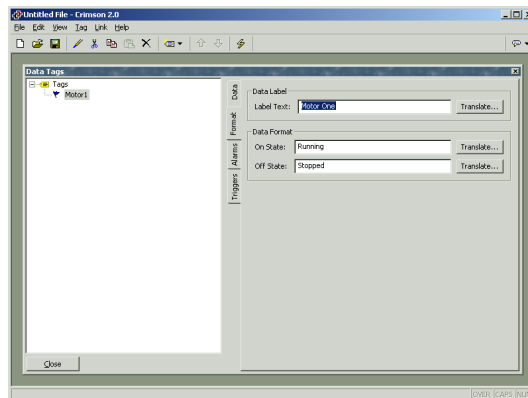 Untitled File - Crimson 2.0
File Edit View Tag Link Help
Data Tags
Tags
Motor1
Data
Format
Alarms
Triggers
Data Label
Label Text: Motor One Translate...
Data Format
On State: Running Translate...
Off State: Stopped Translate...
Close
OVER CAPS NUM